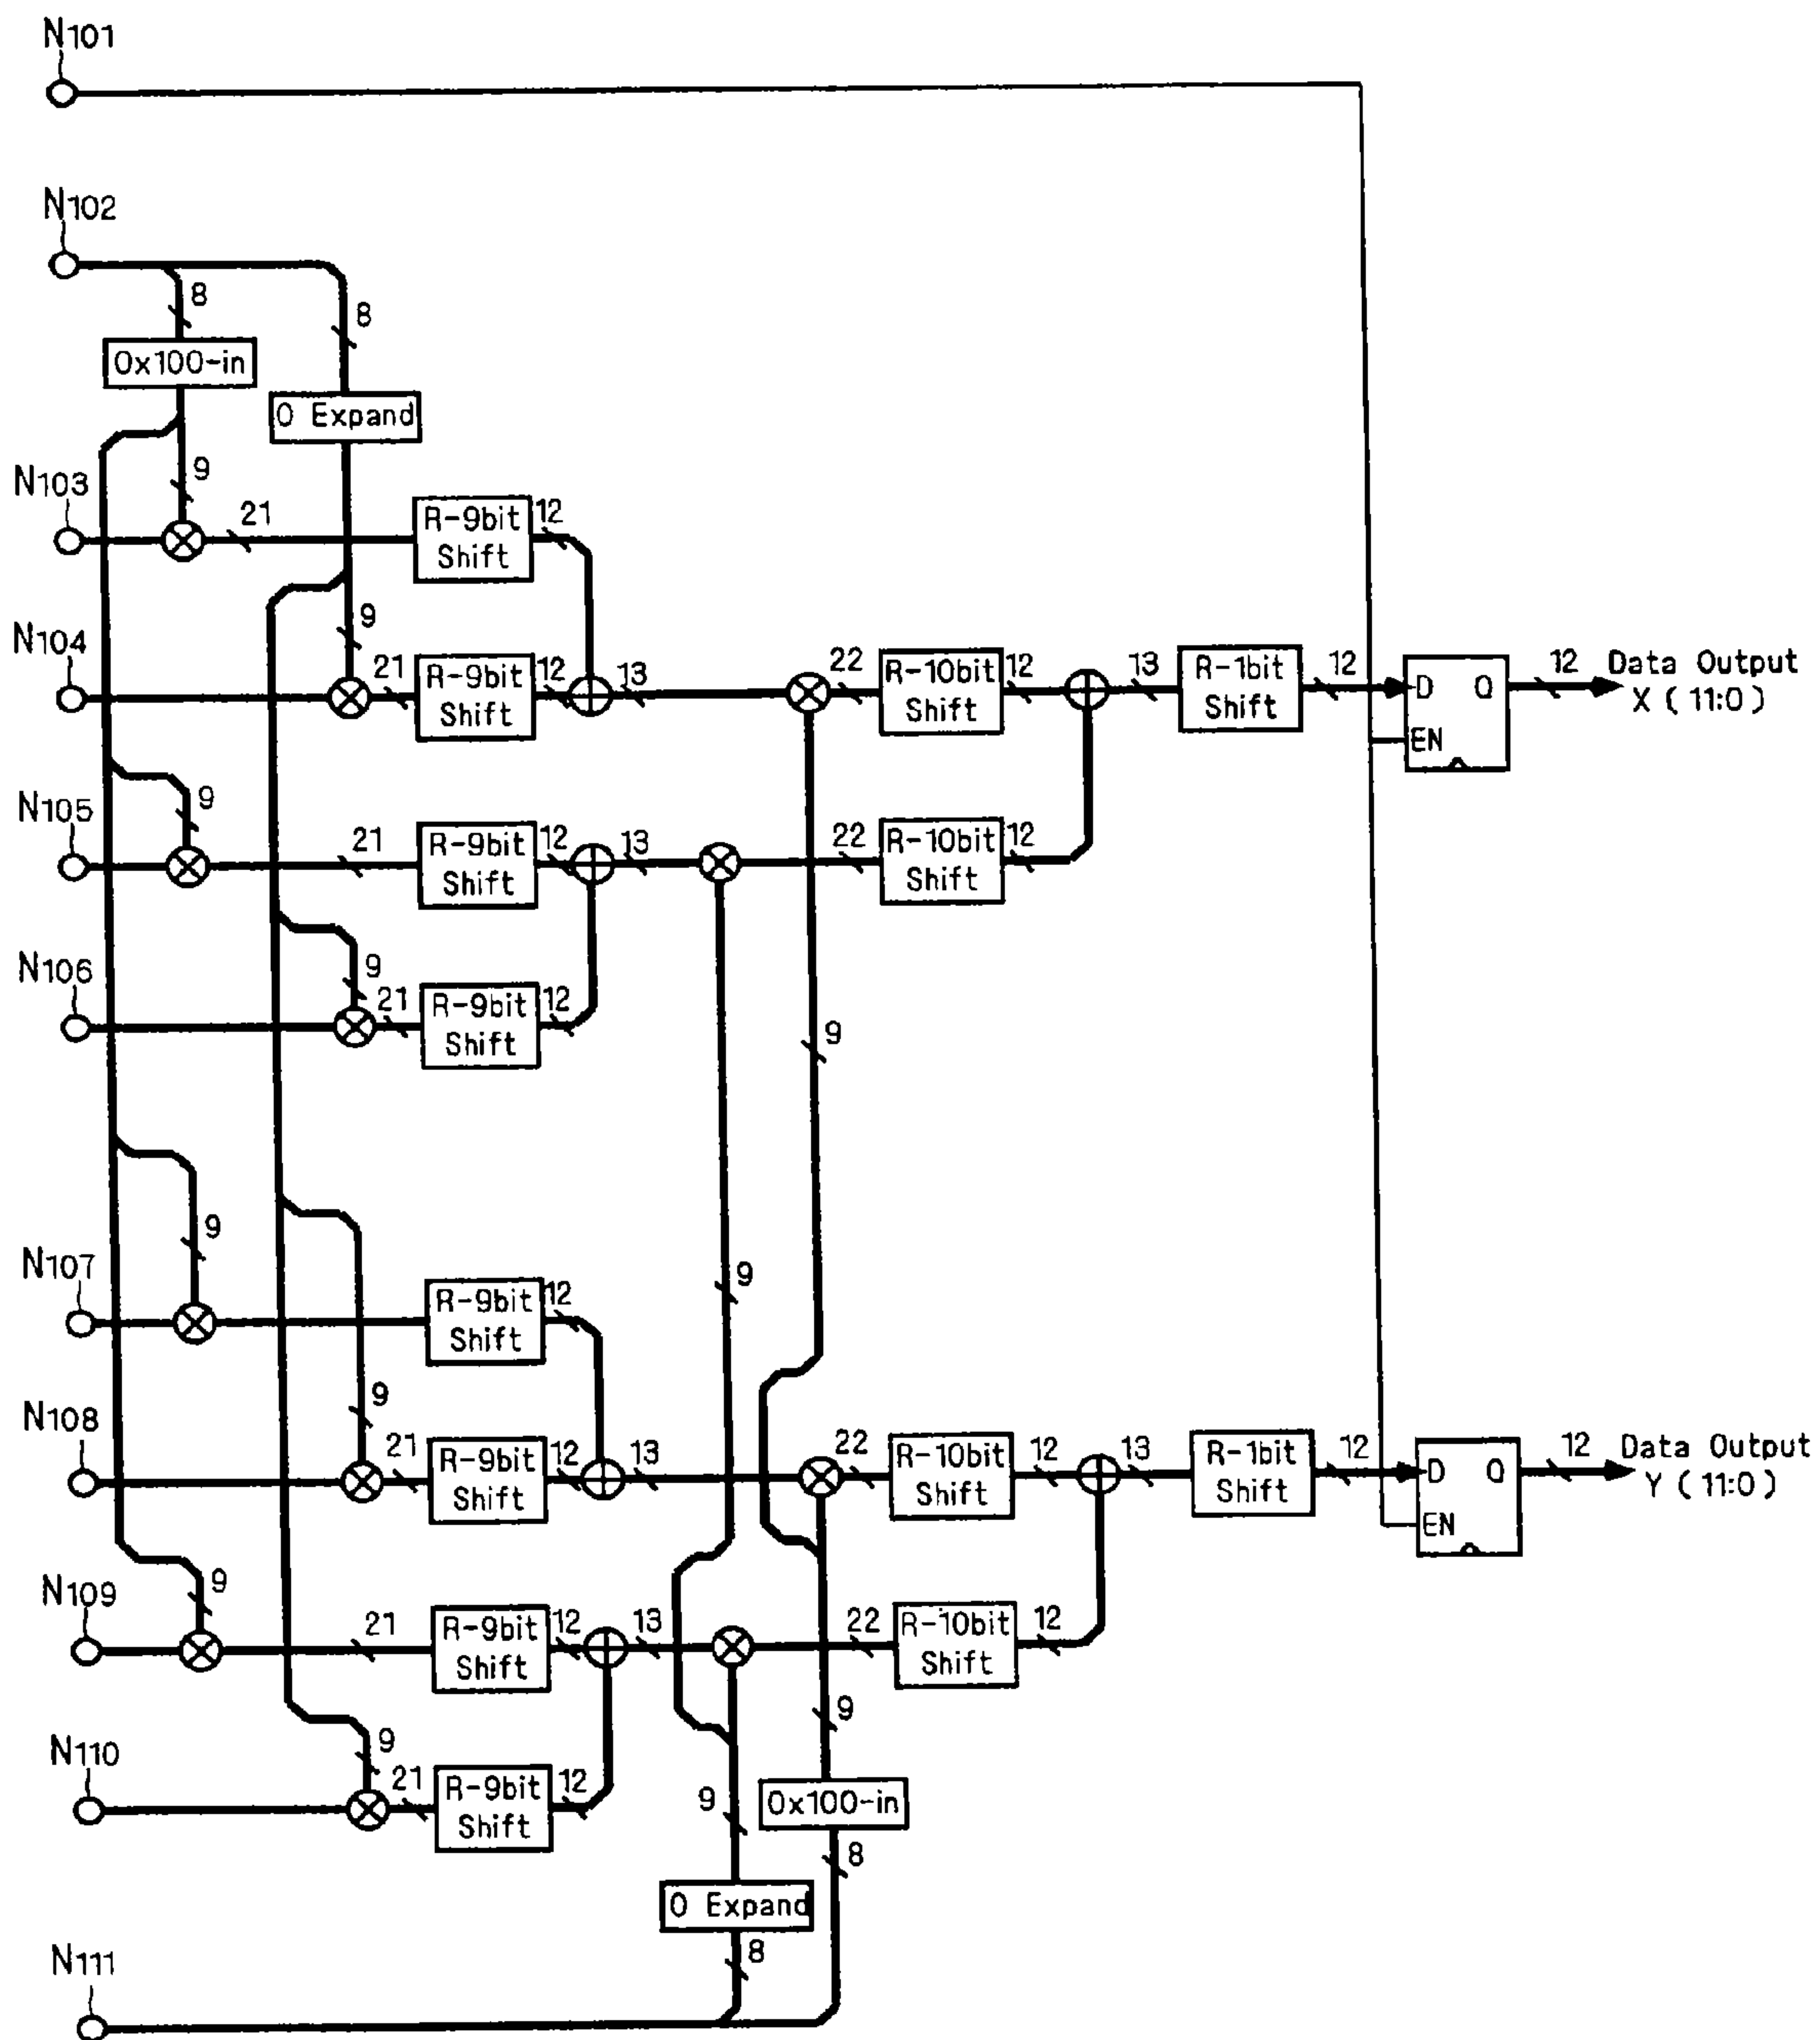 N101
N102
8
8
0x100-in
0 Expand
9
N103
21
R-9bit
Shift
12
9
N104
21
R-9bit
Shift
12
13
22
R-10bit
Shift
12
13
R-1bit
Shift
12
D Q
EN
12
Data Output
X (11:0)
9
N105
21
R-9bit
Shift
12
13
22
R-10bit
Shift
12
9
N106
21
R-9bit
Shift
12
9
9
9
N107
R-9bit
Shift
12
9
N108
21
R-9bit
Shift
12
13
22
R-10bit
Shift
12
13
R-1bit
Shift
12
D Q
EN
12
Data Output
Y (11:0)
9
N109
21
R-9bit
Shift
12
13
22
R-10bit
Shift
12
9
9
N110
21
R-9bit
Shift
12
9
0x100-in
8
0 Expand
8
N111